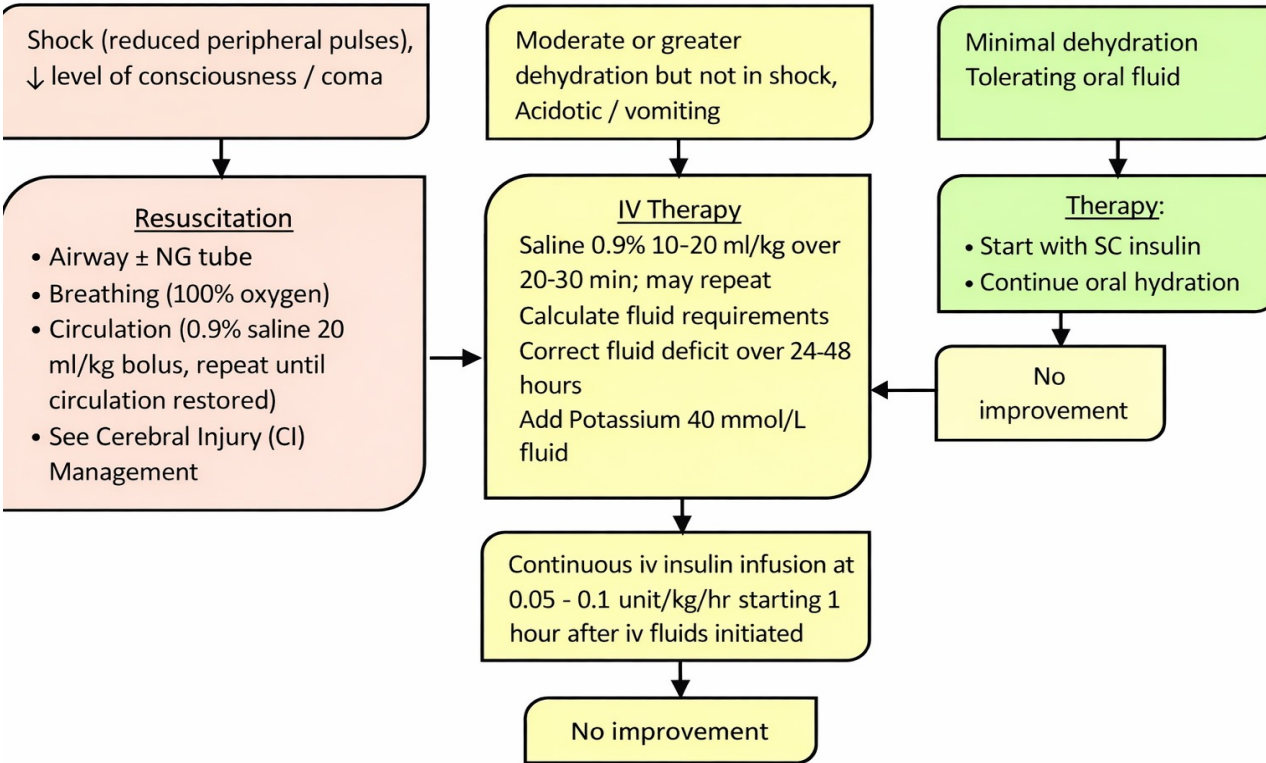 Shock (reduced peripheral pulses),
↓ level of consciousness / coma
Moderate or greater
dehydration but not in shock,
Acidotic / vomiting
Minimal dehydration
Tolerating oral fluid
Resuscitation
• Airway ± NG tube
• Breathing (100% oxygen)
• Circulation (0.9% saline 20
ml/kg bolus, repeat until
circulation restored)
• See Cerebral Injury (CI)
Management
IV Therapy
Saline 0.9% 10-20 ml/kg over
20-30 min; may repeat
Calculate fluid requirements
Correct fluid deficit over 24-48
hours
Add Potassium 40 mmol/L
fluid
Therapy:
• Start with SC insulin
• Continue oral hydration
No
improvement
Continuous iv insulin infusion at
0.05 - 0.1 unit/kg/hr starting 1
hour after iv fluids initiated
No improvement